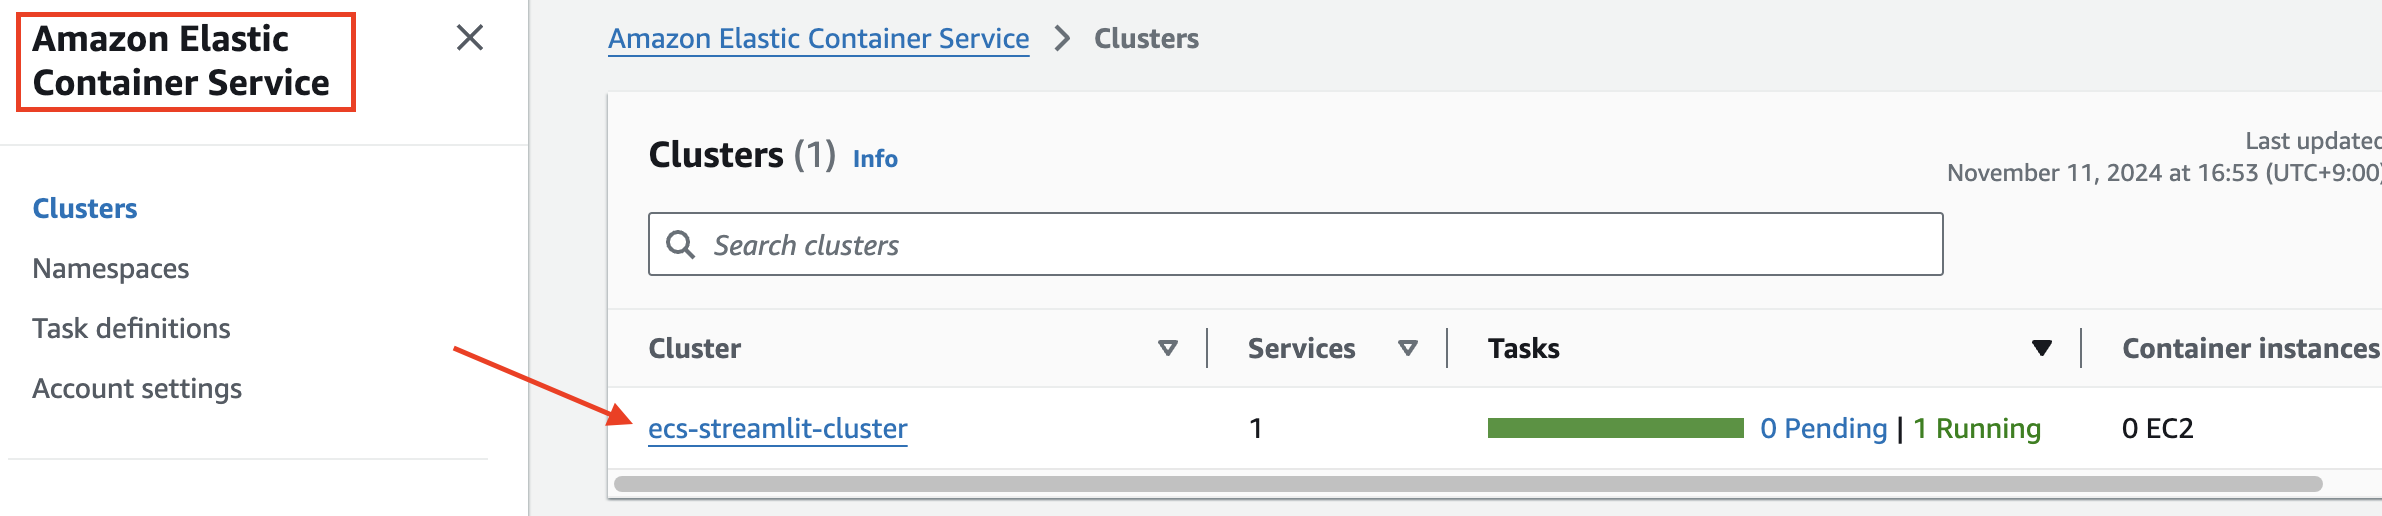 Amazon Elastic
Container Service
Clusters
Namespaces
Task definitions
Account settings
Amazon Elastic Container Service > Clusters
Clusters (1) Info
Last updated
November 11, 2024 at 16:53 (UTC+9:00)
Search clusters
Cluster Services Tasks Container instances
ecs-streamlit-cluster 1 0 Pending | 1 Running 0 EC2